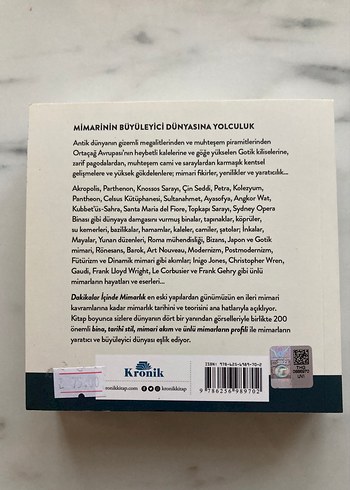 MİMARİNİN BÜYÜLEYİCİ DÜNYASINA YOLCULUK
Antik dünyanın gizemli megalitlerinden ve muhteşem piramitlerinden
Ortaçağ Avrupası'nın heybetli kalelerine ve göğe yükselen Gotik kiliselerine,
zarif pagodalardan, muhteşem cami ve saraylardan karmaşık kentsel
gelişmelere ve yüksek gökdelenlere; mimari fikirler, yenilikler ve yaratıcılık...
Akropolis, Parthenon, Knossos Sarayı, Çin Seddi, Petra, Kolezyum,
Pantheon, Celsus Kütüphanesi, Sultanahmet, Ayasofya, Angkor Wat,
Kubbet'üs-Sahra, Santa Maris del Fiore, Topkapı Sarayı, Sydney Opera
Binası gibi dünyaya damgasını vurmuş binalar, tapınaklar, köprüler,
su kemerleri, bazilikalar, hamamlar, kaleler, camiler, şatolar; İnkalar,
Mayalar, Yunan düzenleri, Roma mühendisliği, Bizans, Japon ve Gotik
mimari, Rönesans, Barok, Art Nouveau, Modernizm, Postmodernizm,
Fütürizm ve Dinamik mimari gibi akımlar; Inigo Jones, Christopher Wren,
Gaudi, Frank Lloyd Wright, Le Corbusier ve Frank Gehry gibi ünlü
mimarların hayatları ve eserleri...
Dakikalar İçinde Mimarlık en eski yapılardan günümüzün en ileri mimari
kavramlarına kadar mimarlık tarihini ve teorisini ana hatlarıyla açıklıyor.
Kitap boyunca sizlere dünyanın dört bir yanından görselleriyle birlikte 200
önemli bina, tarihi stil, mimari akım ve ünlü mimarların profili ile mimarların
yaratıcı ve büyüleyici dünyası eşlik ediyor.
Kronik
kronikkitap.com
kronikkitap
ISBN: 978-625-6989-70-2
9 786256 989702